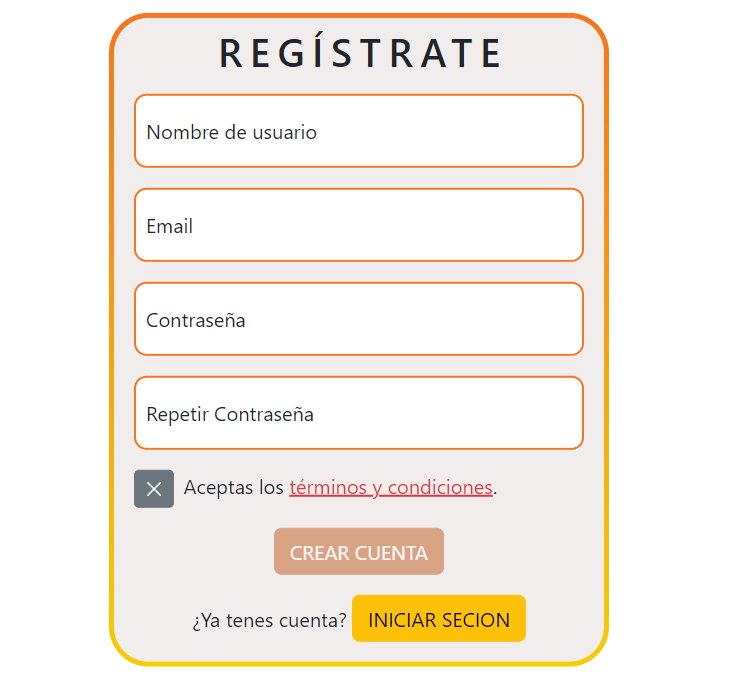 REGÍSTRATE
Nombre de usuario
Email
Contraseña
Repetir Contraseña
Aceptas los términos y condiciones.
CREAR CUENTA
¿Ya tenes cuenta? INICIAR SECION